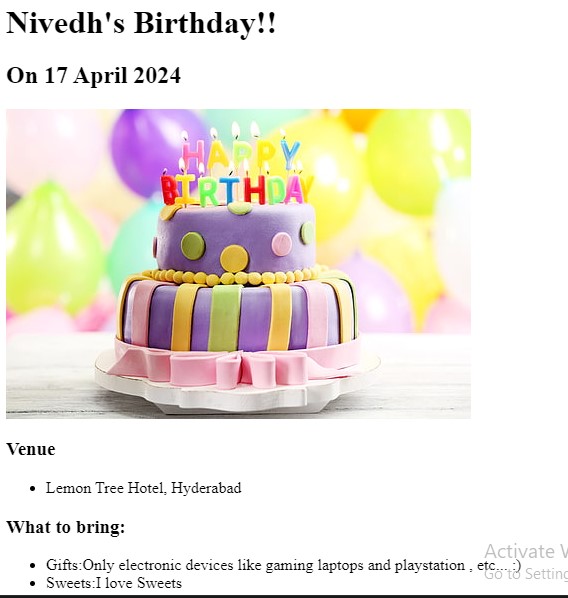 Nivedh's Birthday!!
On 17 April 2024
HAPPY
BIRTHDAY
Venue
Lemon Tree Hotel, Hyderabad
What to bring:
Gifts:Only electronic devices like gaming laptops and playstation , etc... :)
Sweets:I love Sweets
Activate
Go to Setting